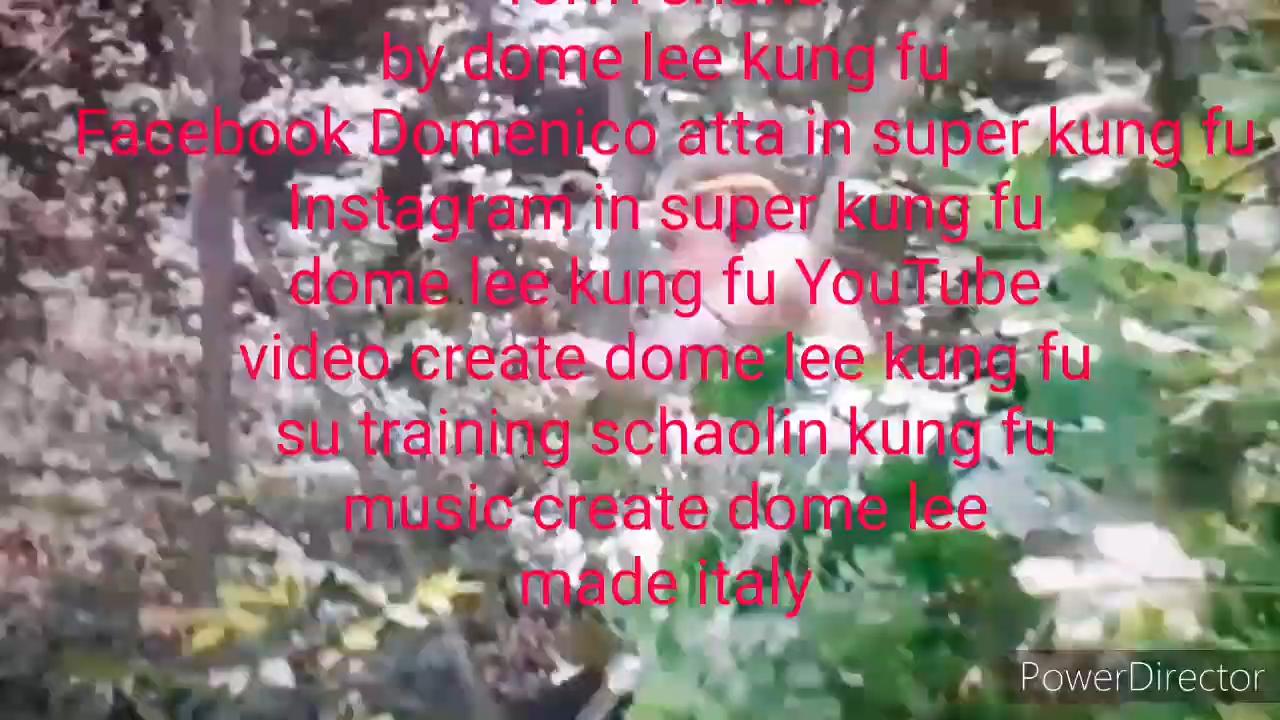 by dome lee kung fu
Facebook Domenico atta in super kung fu
Instagram in super kung fu
dome lee kung fu YouTube
video create dome lee kung fu
su training schaolin kung fu
music create dome lee
made italy
PowerDirector